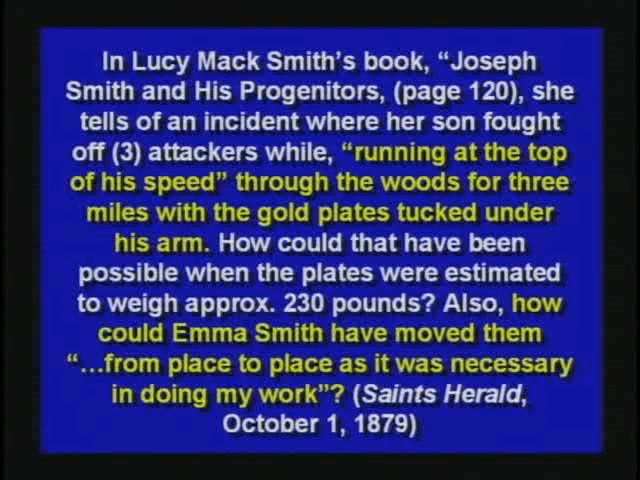 In Lucy Mack Smith's book, “Joseph
Smith and His Progenitors, (page 120), she
tells of an incident where her son fought
off (3) attackers while, “running at the top
of his speed” through the woods for three
miles with the gold plates tucked under
his arm. How could that have been
possible when the plates were estimated
to weigh approx. 230 pounds? Also, how
could Emma Smith have moved them
“…from place to place as it was necessary
in doing my work”? (Saints Herald,
October 1, 1879)